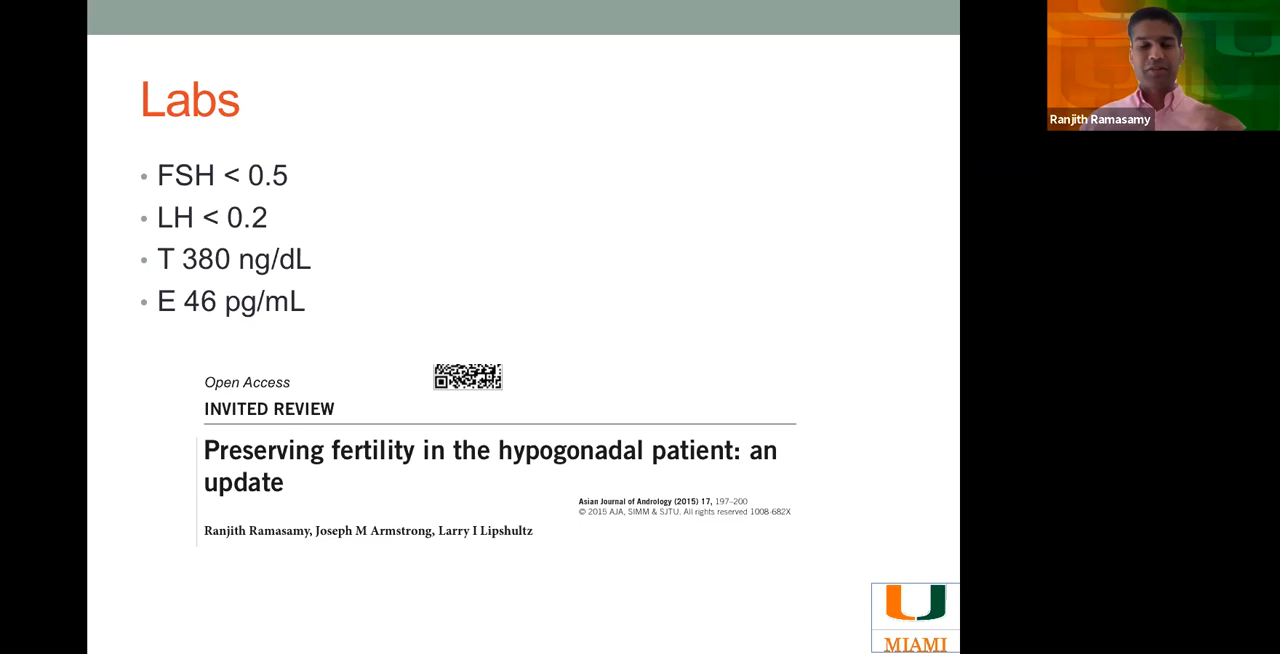 Labs
• FSH < 0.5
• LH < 0.2
• T 380 ng/dL
• E 46 pg/mL
Open Access
INVITED REVIEW
Preserving fertility in the hypogonadal patient: an
update
Asian Journal of Andrology (2015) 17, 197–200
© 2015 AJA, SIMM & SJTU. All rights reserved 1008-682X
Ranjith Ramasamy, Joseph M Armstrong, Larry I Lipshultz
U
MIAMI
Ranjith Ramasamy